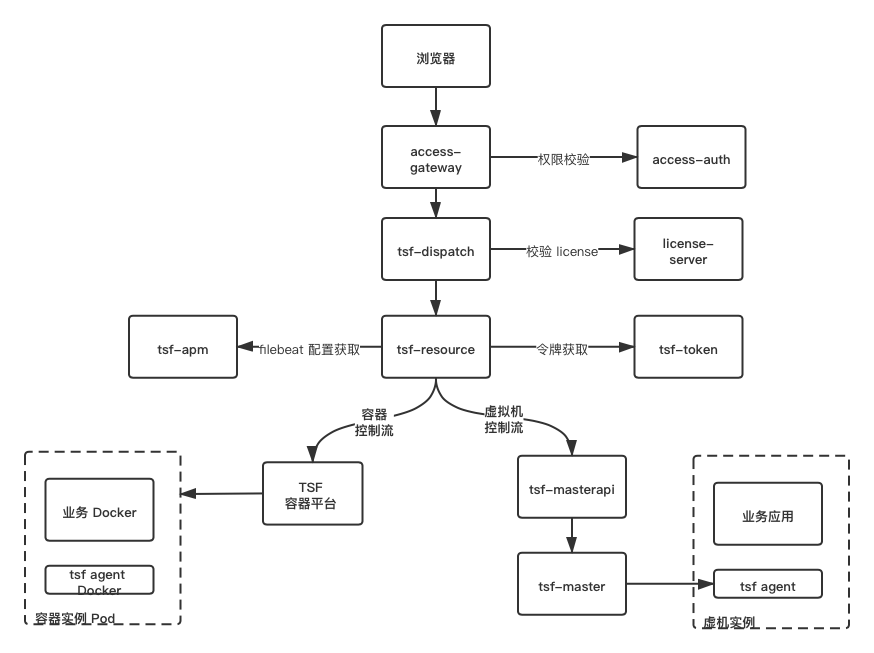 浏览器
access-
gateway
权限校验
access-auth
tsf-dispatch
校验 license
license-
server
tsf-apm
filebeat 配置获取
tsf-resource
令牌获取
tsf-token
容器
控制流
虚拟机
控制流
业务 Docker
tsf agent
Docker
容器实例 Pod
TSF
容器平台
tsf-masterapi
tsf-master
业务应用
tsf agent
虚机实例